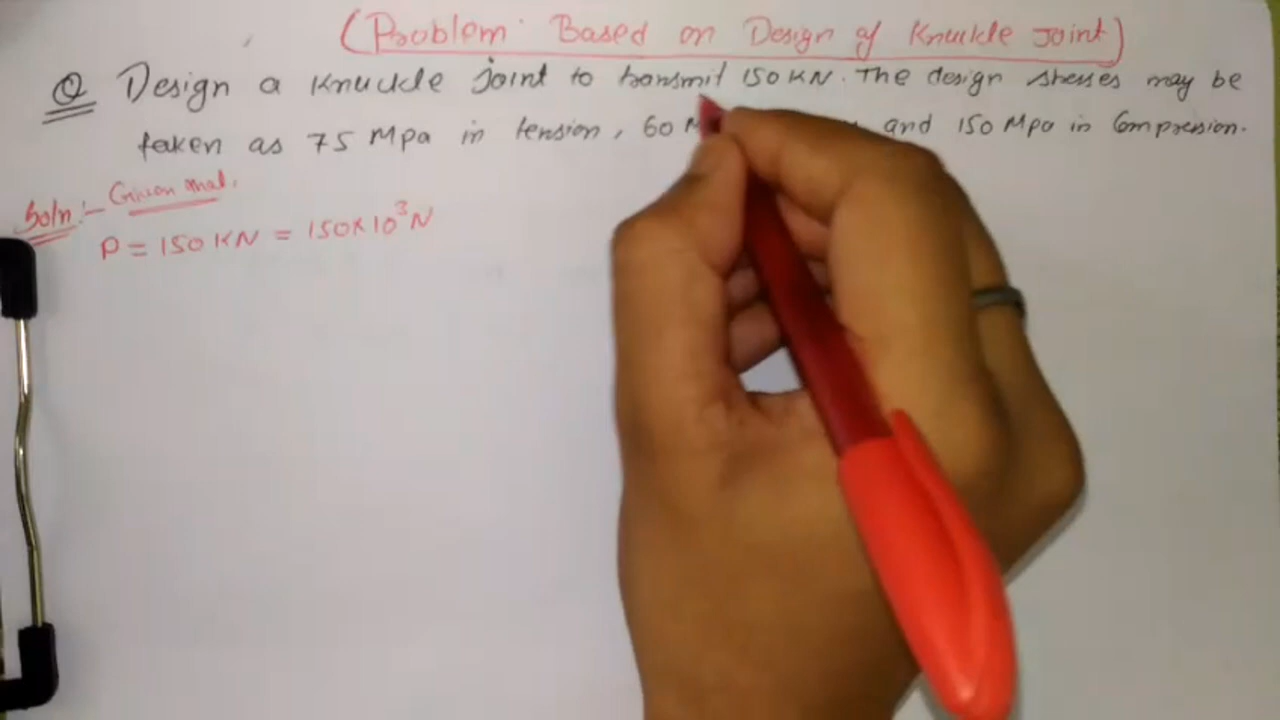 (Problem Based on Design of Knuckle Joint)
Q Design a Knuckle Joint to transmit 150 KN. The design stresses may be
taken as 75 Mpa in tension, 60 and 150 Mpa in Compression.
Soln:- Given
P = 150 KN = 150×10³ N